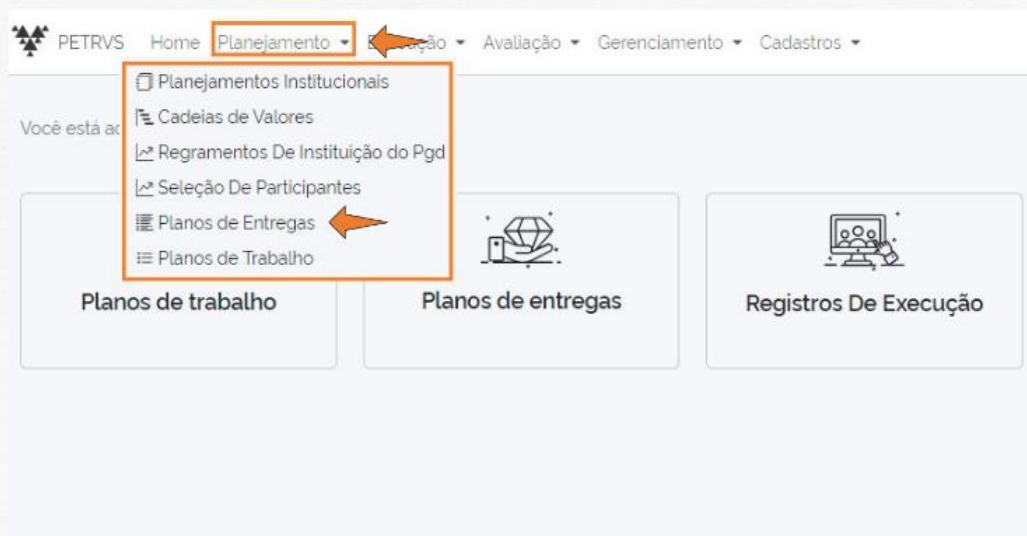 PETRVS Home Planejamento Avaliação Gerenciamento Cadastros
Planejamentos Institucionais
Cadeias de Valores
Você está
Regramentos De Instituição do Pgd
Seleção De Participantes
Planos de Entregas
Planos de Trabalho
Planos de trabalho
Planos de entregas
Registros De Execução